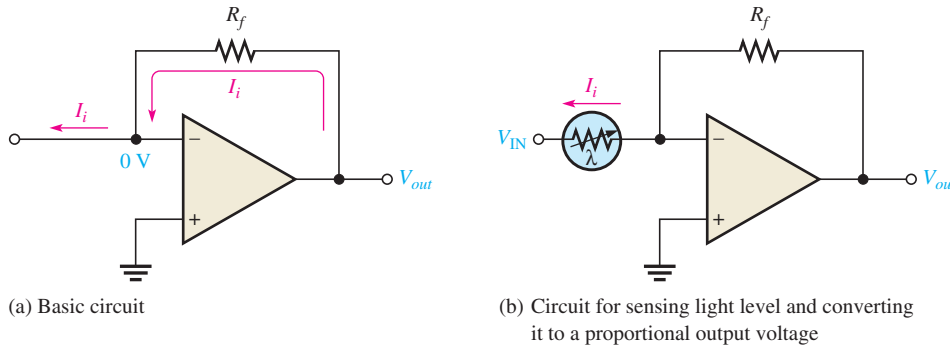 R_f
I_i
I_i
−
0 V
+
V_out
(a) Basic circuit
R_f
I_i
V_IN
λ
−
+
V_ou
(b) Circuit for sensing light level and converting
it to a proportional output voltage